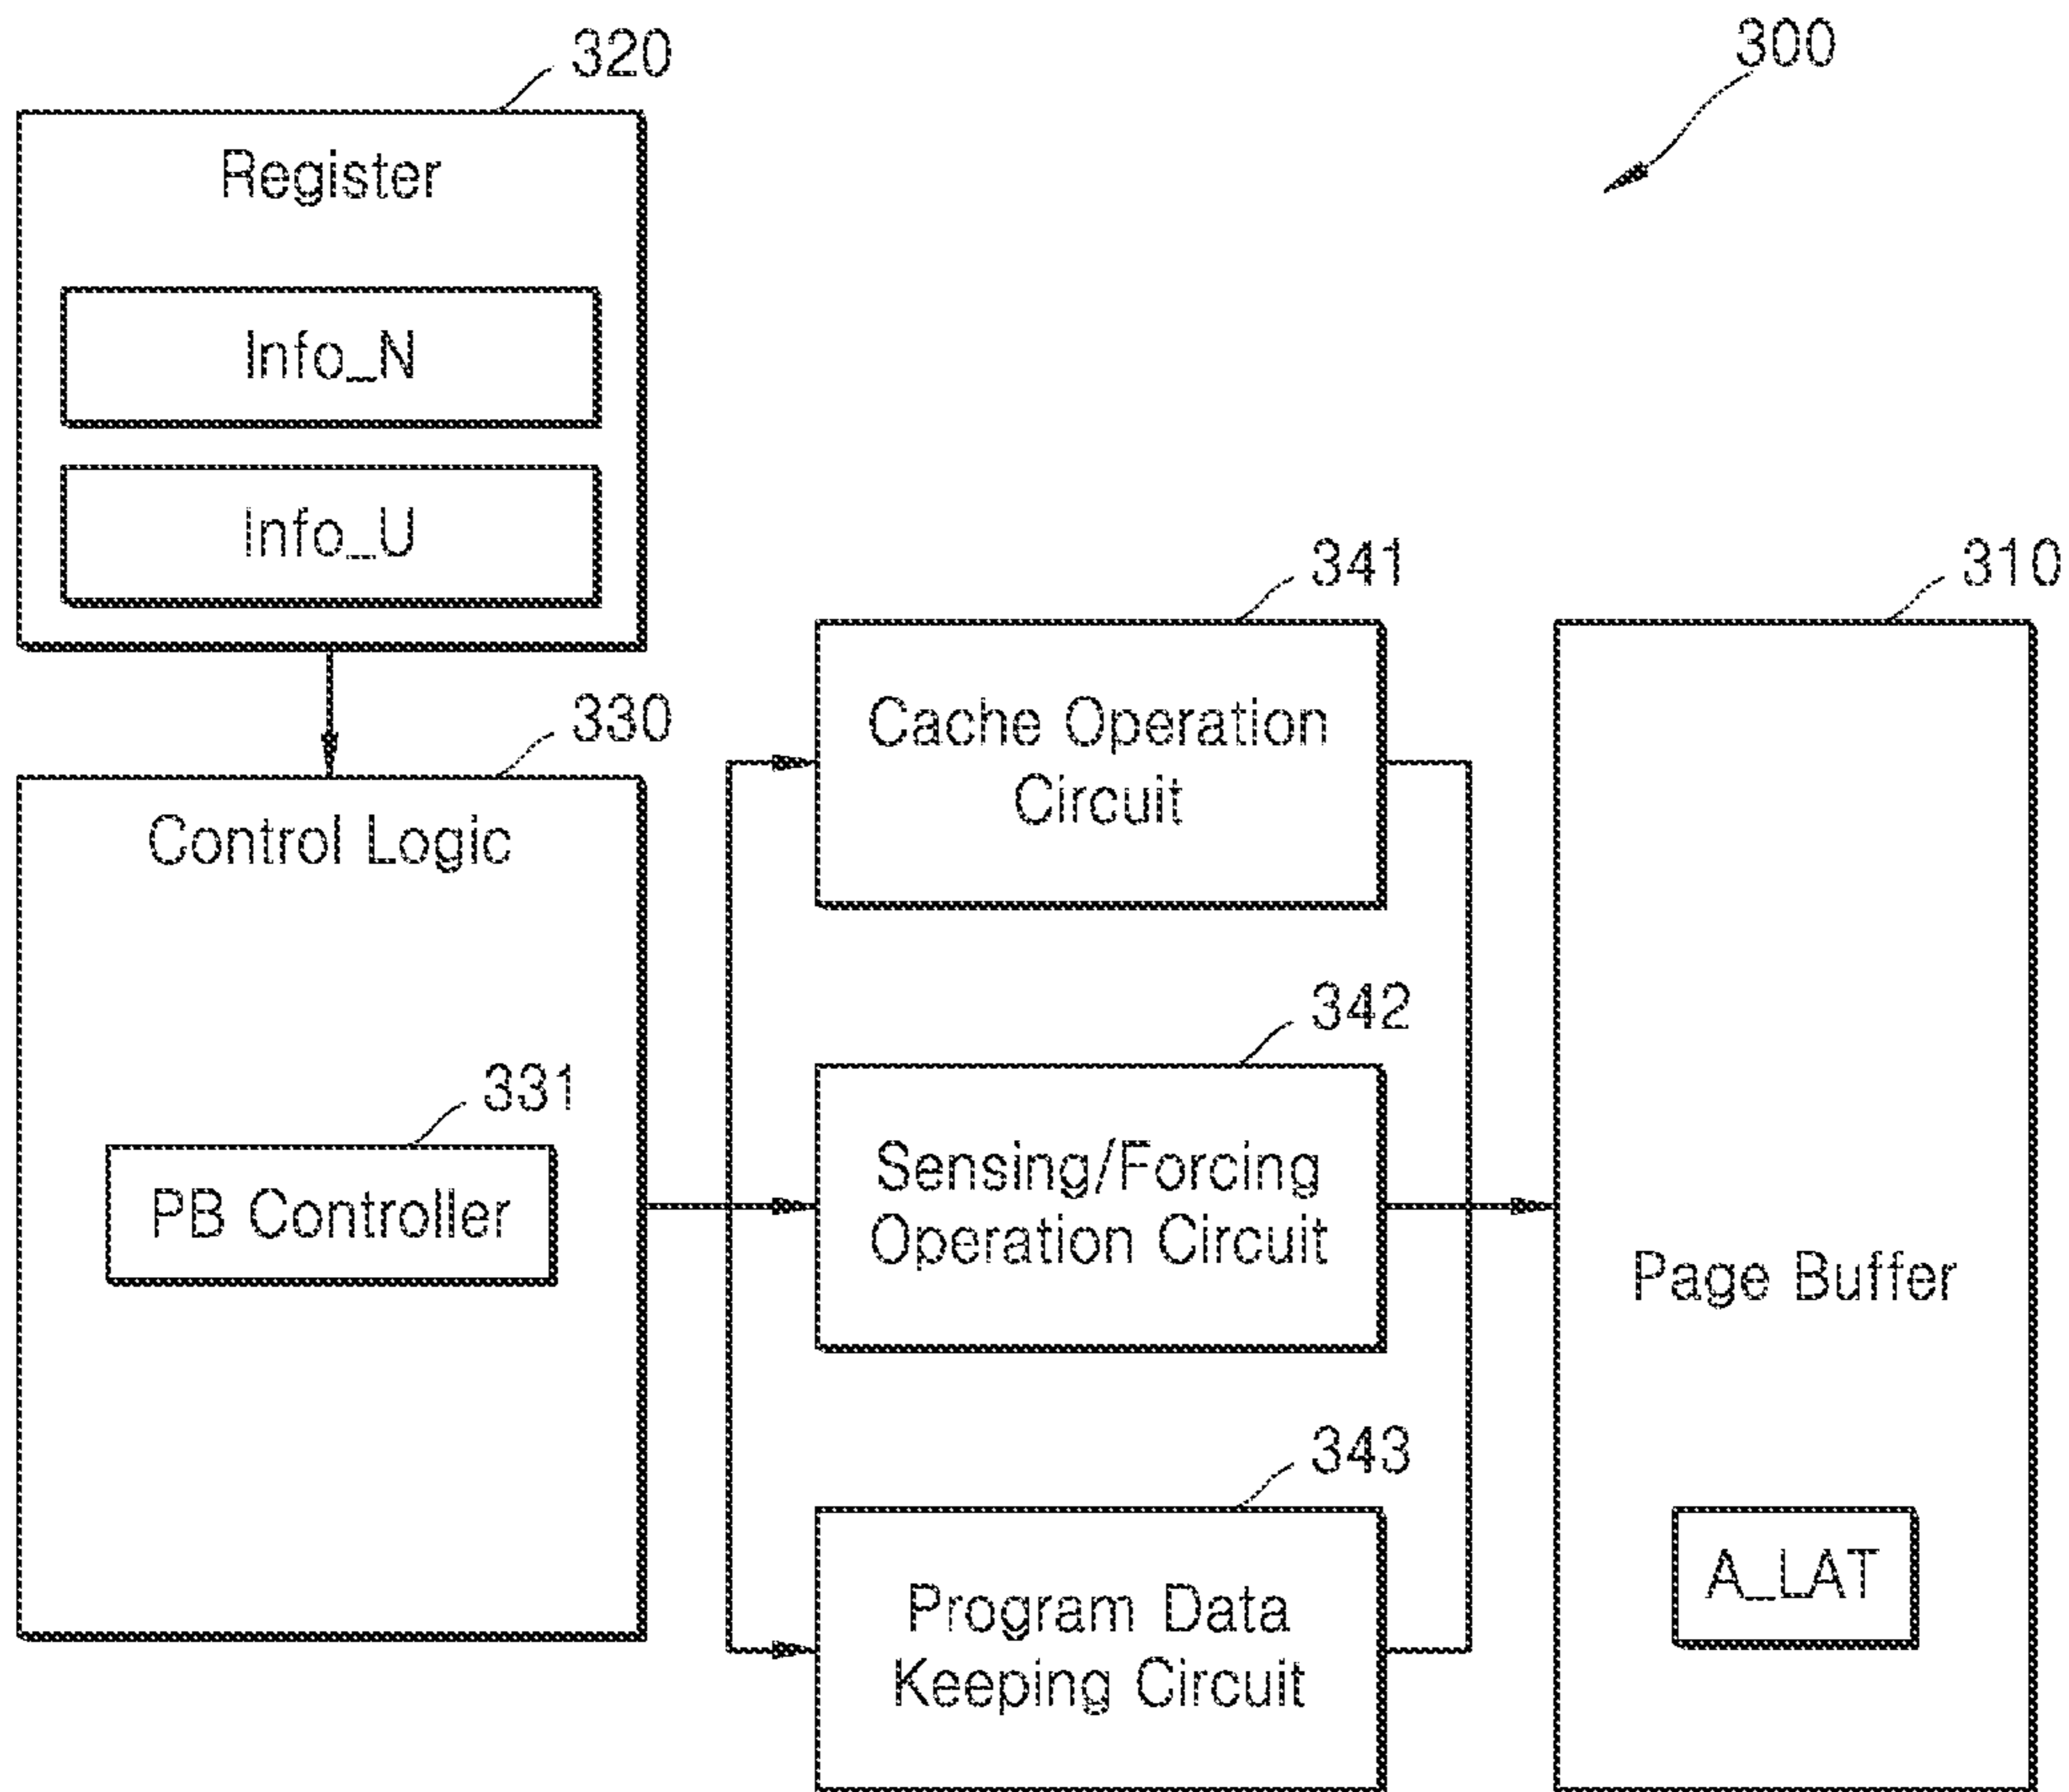 300
320
Register
Info_N
Info_U
330
Control Logic
331
PB Controller
341
Cache Operation
Circuit
342
Sensing/Forcing
Operation Circuit
343
Program Data
Keeping Circuit
310
Page Buffer
A_LAT